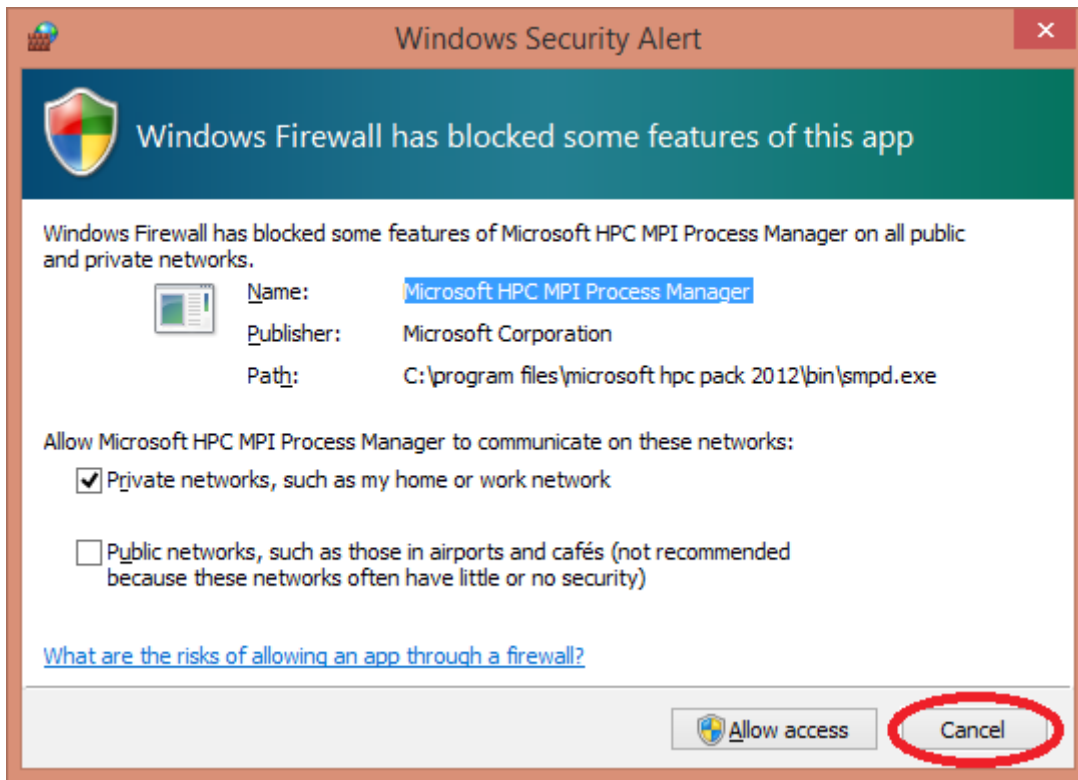 Windows Security Alert
Windows Firewall has blocked some features of this app
Windows Firewall has blocked some features of Microsoft HPC MPI Process Manager on all public
and private networks.
Name: Microsoft HPC MPI Process Manager
Publisher: Microsoft Corporation
Path: C:\program files\microsoft hpc pack 2012\bin\smpd.exe
Allow Microsoft HPC MPI Process Manager to communicate on these networks:
Private networks, such as my home or work network
Public networks, such as those in airports and cafés (not recommended
because these networks often have little or no security)
What are the risks of allowing an app through a firewall?
Allow access Cancel